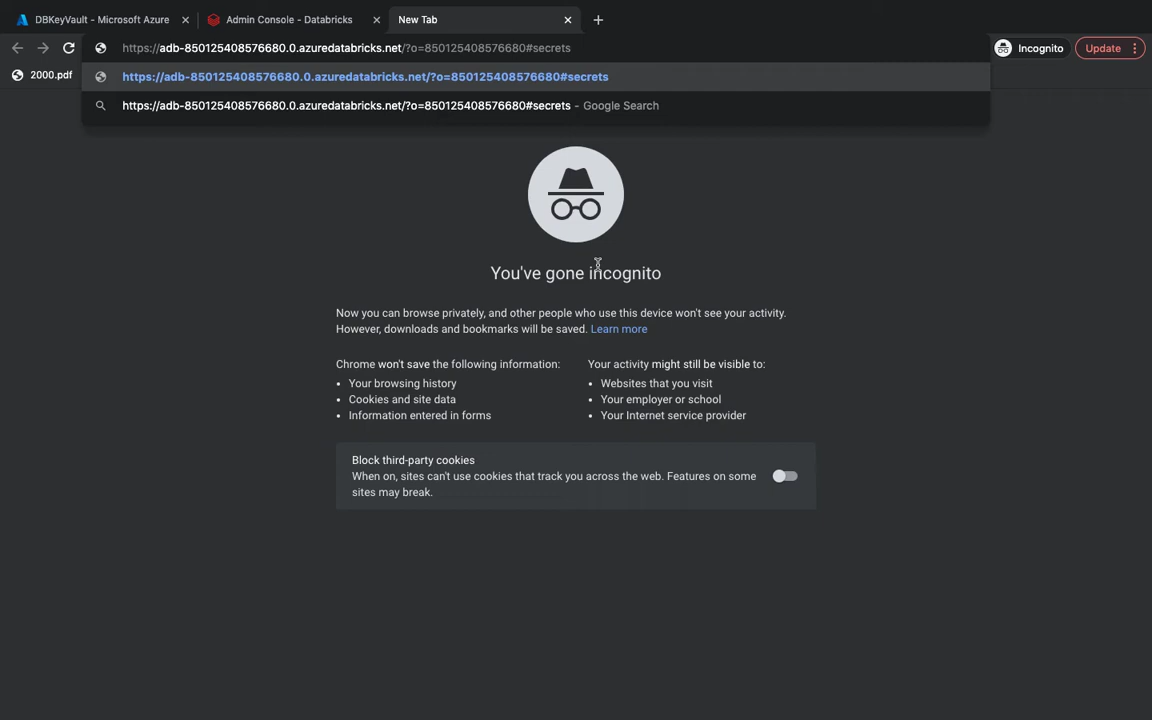 DBKeyVault - Microsoft Azure
Admin Console - Databricks
New Tab
https://adb-850125408576680.0.azuredatabricks.net/?o=850125408576680#secrets
Incognito
Update
2000.pdf
https://adb-850125408576680.0.azuredatabricks.net/?o=850125408576680#secrets
https://adb-850125408576680.0.azuredatabricks.net/?o=850125408576680#secrets - Google Search
You've gone incognito
Now you can browse privately, and other people who use this device won't see your activity.
However, downloads and bookmarks will be saved. Learn more
Chrome won't save the following information:
• Your browsing history
• Cookies and site data
• Information entered in forms
Your activity might still be visible to:
• Websites that you visit
• Your employer or school
• Your Internet service provider
Block third-party cookies
When on, sites can't use cookies that track you across the web. Features on some
sites may break.